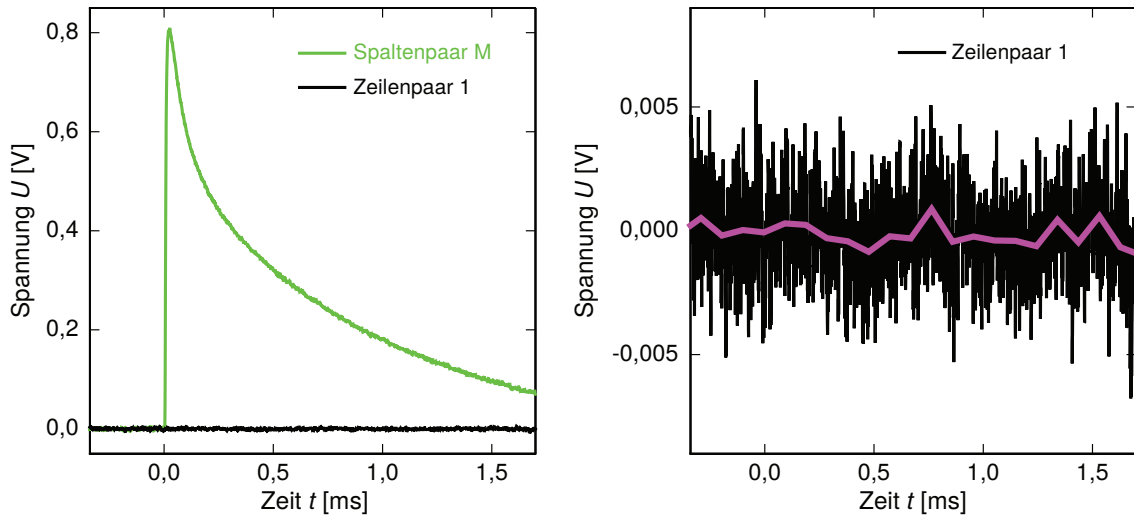 0,8
0,6
0,4
0,2
0,0
Spannung U [V]
Spaltenpaar M
Zeilenpaar 1
0,0 0,5 1,0 1,5
Zeit t [ms]
0,005
0,000
-0,005
Spannung U [V]
Zeilenpaar 1
0,0 0,5 1,0 1,5
Zeit t [ms]